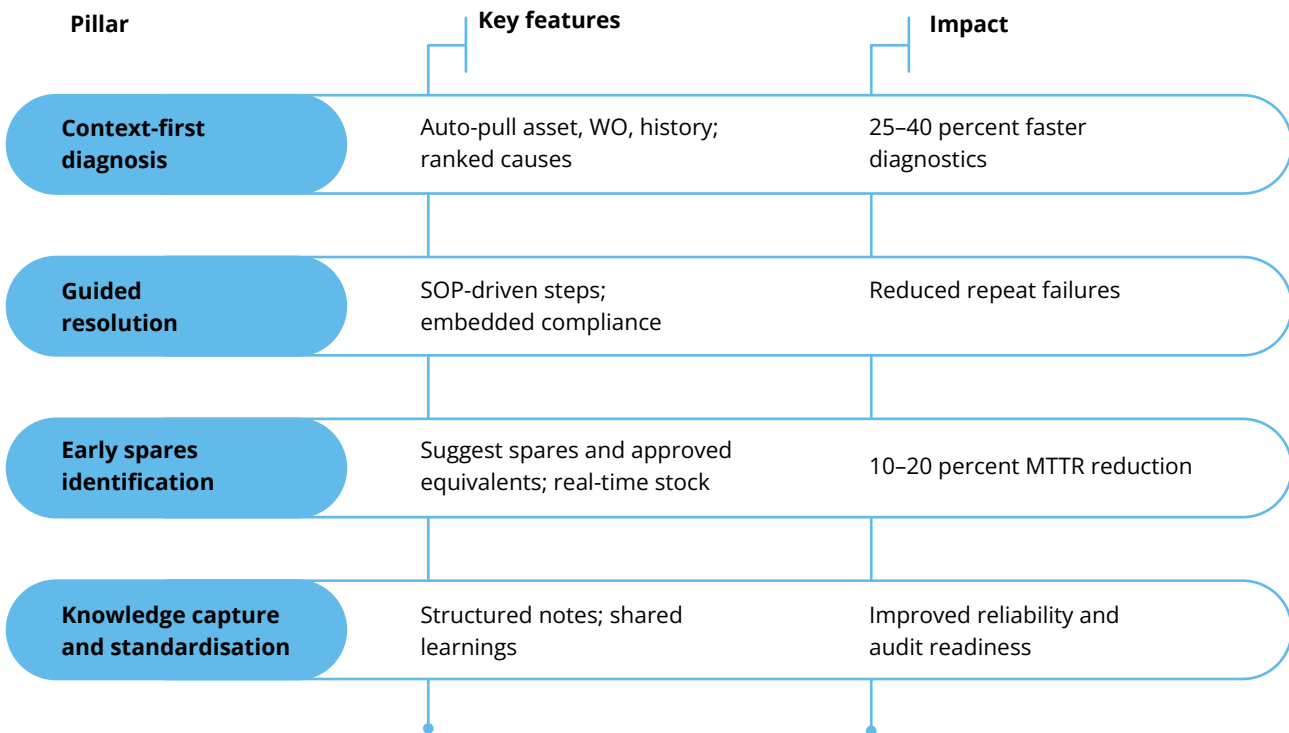 Pillar
Key features
Impact
Context-first
diagnosis
Auto-pull asset, WO, history;
ranked causes
25–40 percent faster
diagnostics
Guided
resolution
SOP-driven steps;
embedded compliance
Reduced repeat failures
Early spares
identification
Suggest spares and approved
equivalents; real-time stock
10–20 percent MTTR reduction
Knowledge capture
and standardisation
Structured notes; shared
learnings
Improved reliability and
audit readiness